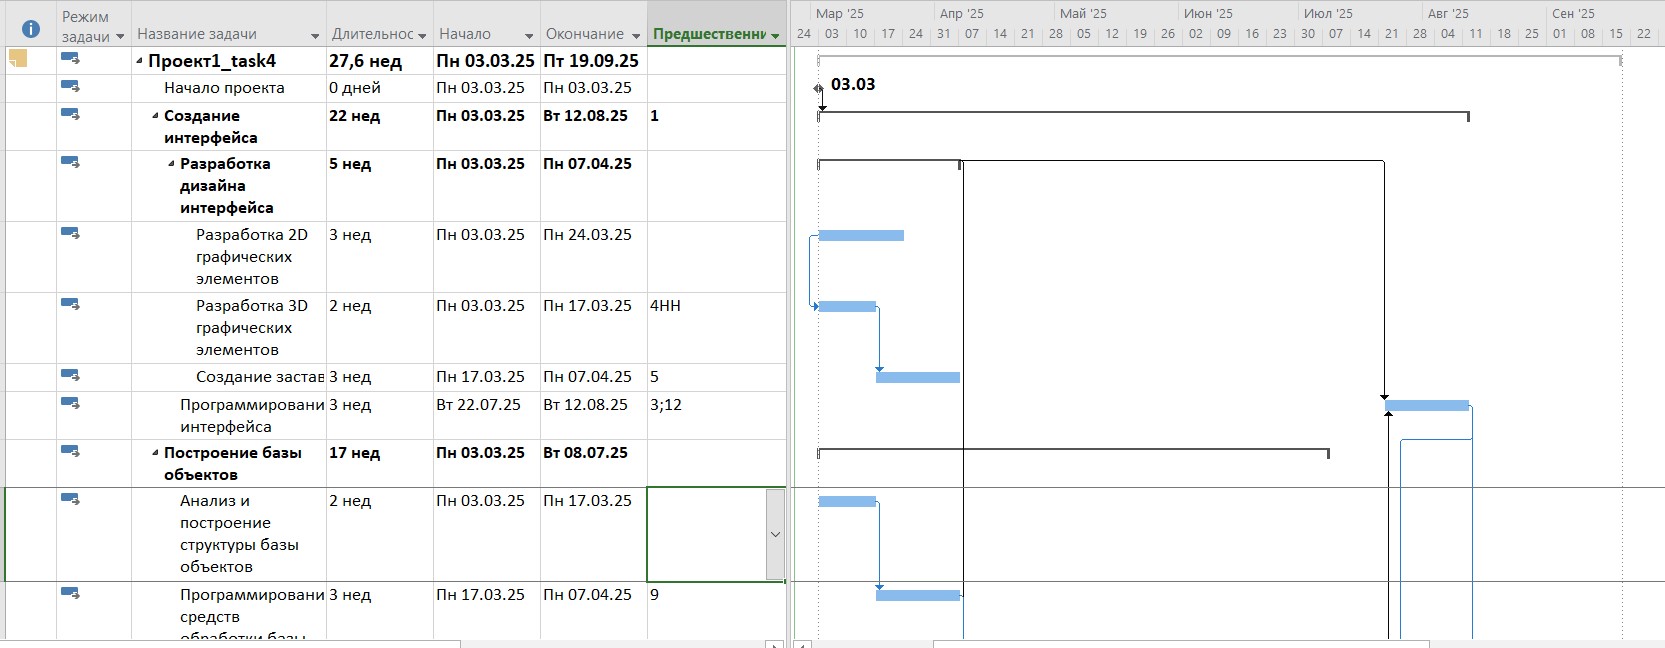 Режим задачи Название задачи Длительнос Начало Окончание Предшественни
Мар '25 Апр '25 Май '25 Июн '25 Июл '25 Авг '25 Сен '25
24 03 10 17 24 31 07 14 21 28 05 12 19 26 02 09 16 23 30 07 14 21 28 04 11 18 25 01 08 15 22
Проект1_task4 27,6 нед Пн 03.03.25 Пт 19.09.25
Начало проекта 0 дней Пн 03.03.25 Пн 03.03.25
03.03
Создание 22 нед Пн 03.03.25 Вт 12.08.25 1
интерфейса
Разработка 5 нед Пн 03.03.25 Пн 07.04.25
дизайна
интерфейса
Разработка 2D 3 нед Пн 03.03.25 Пн 24.03.25
графических
элементов
Разработка 3D 2 нед Пн 03.03.25 Пн 17.03.25 4НН
графических
элементов
Создание застав 3 нед Пн 17.03.25 Пн 07.04.25 5
Программировани 3 нед Вт 22.07.25 Вт 12.08.25 3;12
интерфейса
Построение базы 17 нед Пн 03.03.25 Вт 08.07.25
объектов
Анализ и 2 нед Пн 03.03.25 Пн 17.03.25
построение
структуры базы
объектов
Программировани 3 нед Пн 17.03.25 Пн 07.04.25 9
средств
обработки базы